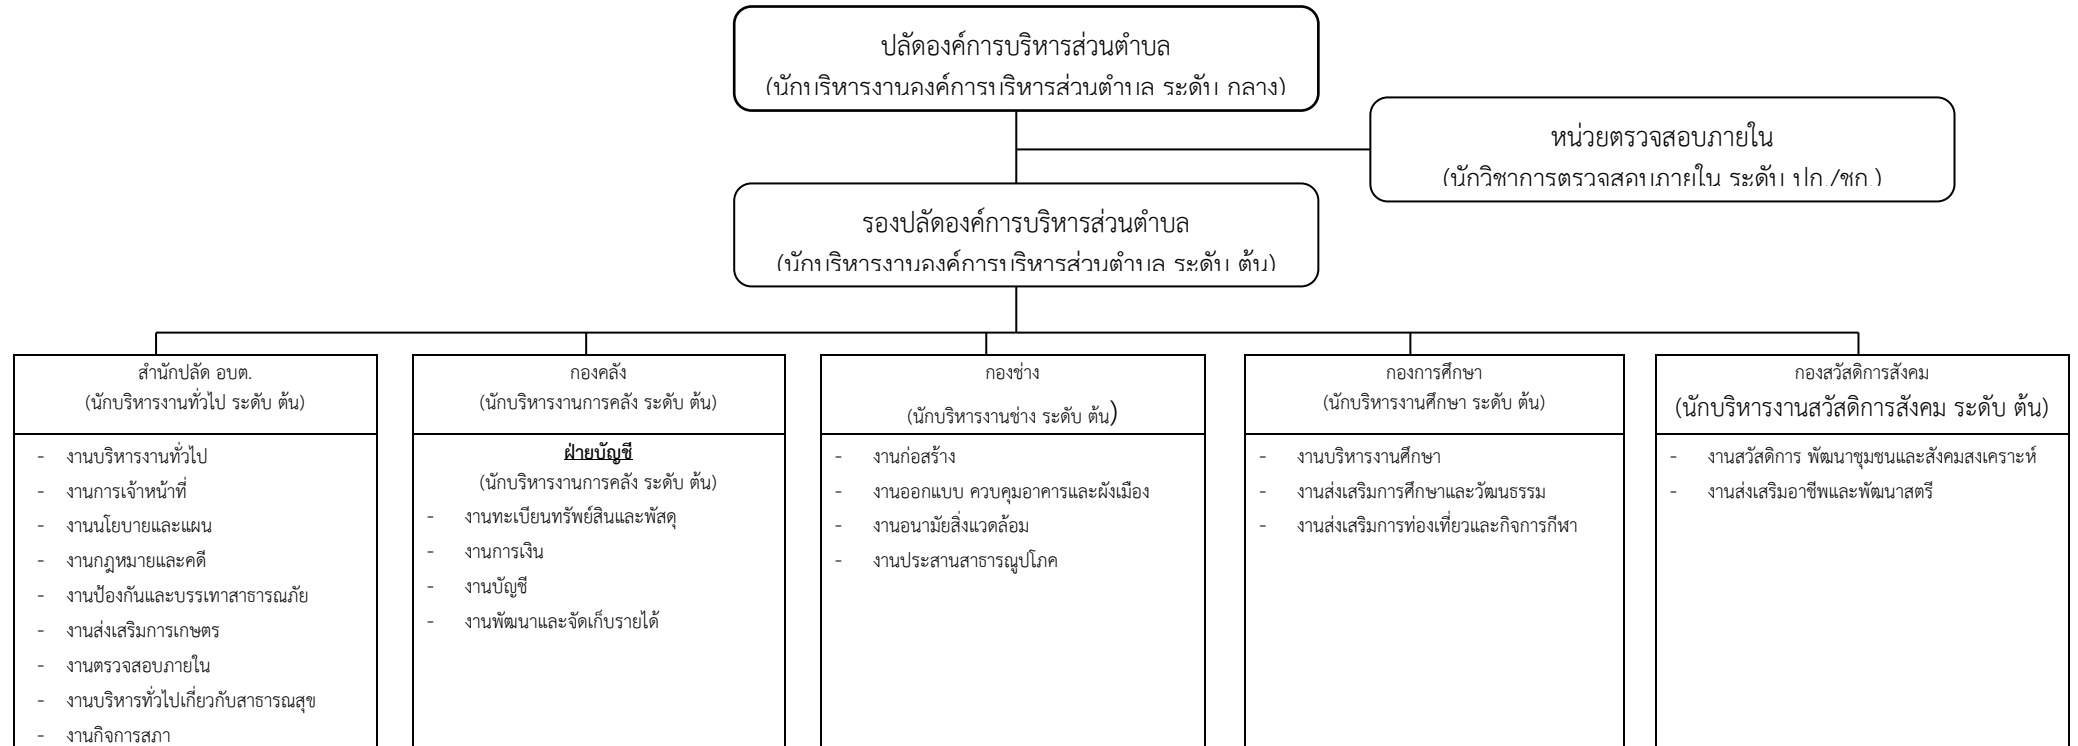 ปลัดองค์การบริหารส่วนตำบล
(นักบริหารงานองค์การบริหารส่วนตำบล ระดับ กลาง)
หน่วยตรวจสอบภายใน
(นักวิชาการตรวจสอบภายใน ระดับ ปก./ชก.)
รองปลัดองค์การบริหารส่วนตำบล
(นักบริหารงานองค์การบริหารส่วนตำบล ระดับ ต้น)
สำนักปลัด อบต.
(นักบริหารงานทั่วไป ระดับ ต้น)
- งานบริหารงานทั่วไป
- งานการเจ้าหน้าที่
- งานนโยบายและแผน
- งานกฎหมายและคดี
- งานป้องกันและบรรเทาสาธารณภัย
- งานส่งเสริมการเกษตร
- งานตรวจสอบภายใน
- งานบริหารทั่วไปเกี่ยวกับสาธารณสุข
- งานกิจการสภา
กองคลัง
(นักบริหารงานการคลัง ระดับ ต้น)
ฝ่ายบัญชี
(นักบริหารงานการคลัง ระดับ ต้น)
- งานทะเบียนทรัพย์สินและพัสดุ
- งานการเงิน
- งานบัญชี
- งานพัฒนาและจัดเก็บรายได้
กองช่าง
(นักบริหารงานช่าง ระดับ ต้น)
- งานก่อสร้าง
- งานออกแบบ ควบคุมอาคารและผังเมือง
- งานอนามัยสิ่งแวดล้อม
- งานประสานสาธารณูปโภค
กองการศึกษา
(นักบริหารงานศึกษา ระดับ ต้น)
- งานบริหารงานศึกษา
- งานส่งเสริมการศึกษาและวัฒนธรรม
- งานส่งเสริมการท่องเที่ยวและกิจการกีฬา
กองสวัสดิการสังคม
(นักบริหารงานสวัสดิการสังคม ระดับ ต้น)
- งานสวัสดิการ พัฒนาชุมชนและสังคมสงเคราะห์
- งานส่งเสริมอาชีพและพัฒนาสตรี